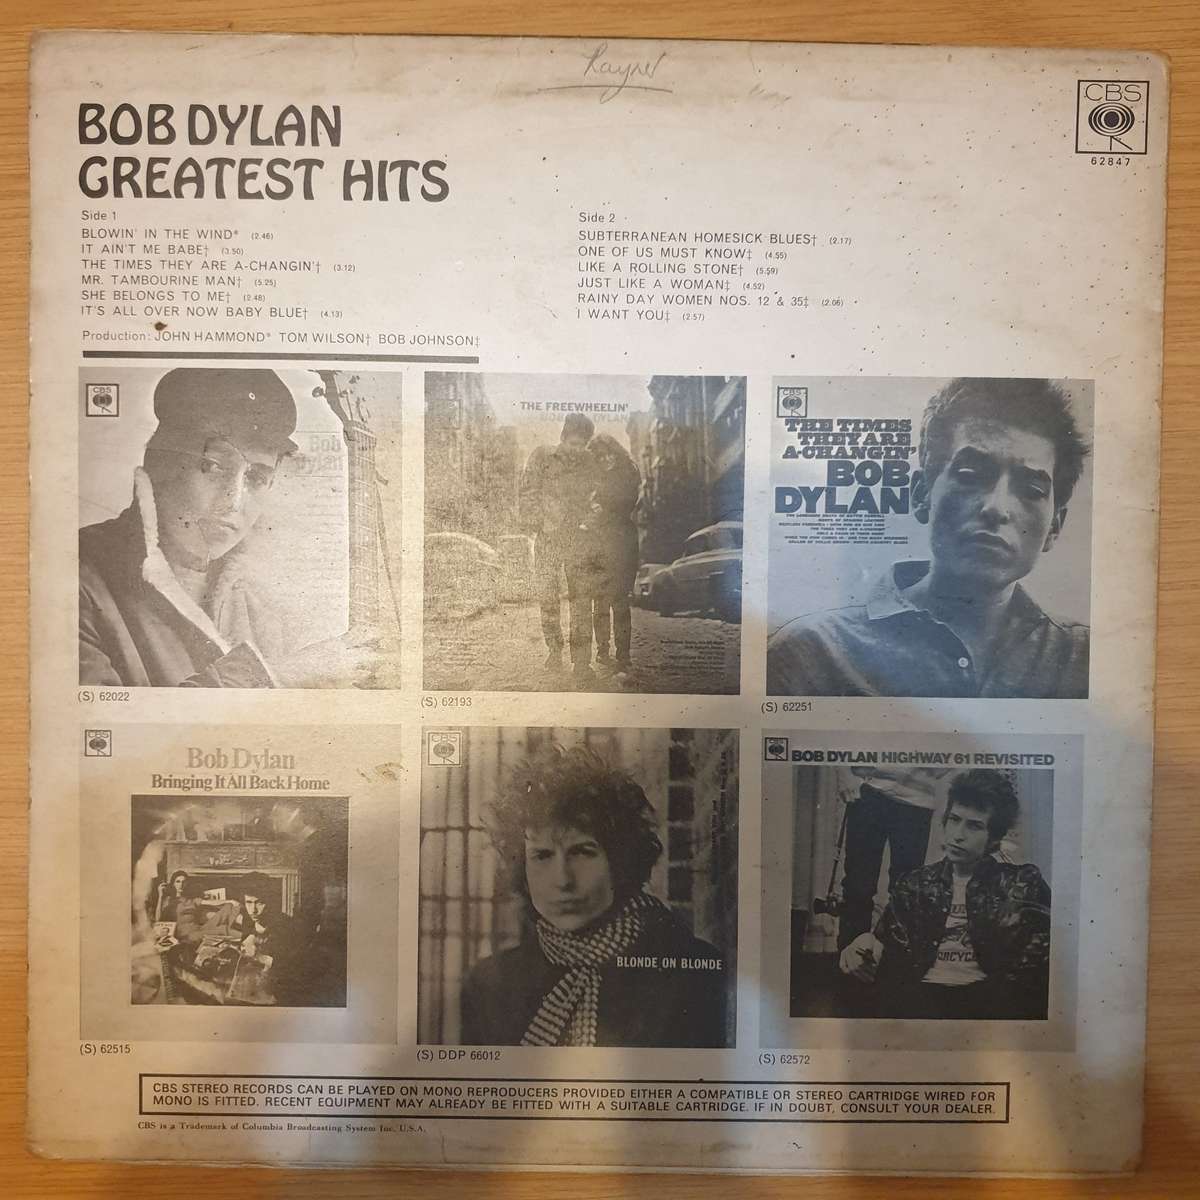 Rayner
CBS
62847
BOB DYLAN
GREATEST HITS
Side 1
BLOWIN' IN THE WIND* (2.46)
IT AIN'T ME BABE† (3.50)
THE TIMES THEY ARE A-CHANGIN'† (3.12)
MR. TAMBOURINE MAN† (5.25)
SHE BELONGS TO ME† (2.48)
IT'S ALL OVER NOW BABY BLUE† (4.13)
Side 2
SUBTERRANEAN HOMESICK BLUES† (2.17)
ONE OF US MUST KNOW‡ (4.55)
LIKE A ROLLING STONE† (5.59)
JUST LIKE A WOMAN‡ (4.52)
RAINY DAY WOMEN NOS. 12 & 35‡ (2.06)
I WANT YOU‡ (2.57)
Production: JOHN HAMMOND* TOM WILSON† BOB JOHNSON‡
CBS
Bob
Dylan
(S) 62022
THE FREEWHEELIN'
BOB DYLAN
(S) 62193
CBS
THE TIMES
THEY ARE
A-CHANGIN'
BOB
DYLAN
(S) 62251
CBS
Bob Dylan
Bringing It All Back Home
(S) 62515
CBS
BLONDE ON BLONDE
(S) DDP 66012
CBS
BOB DYLAN HIGHWAY 61 REVISITED
(S) 62572
CBS STEREO RECORDS CAN BE PLAYED ON MONO REPRODUCERS PROVIDED EITHER A COMPATIBLE OR STEREO CARTRIDGE WIRED FOR
MONO IS FITTED. RECENT EQUIPMENT MAY ALREADY BE FITTED WITH A SUITABLE CARTRIDGE. IF IN DOUBT, CONSULT YOUR DEALER.
CBS is a Trademark of Columbia Broadcasting System Inc. U.S.A.